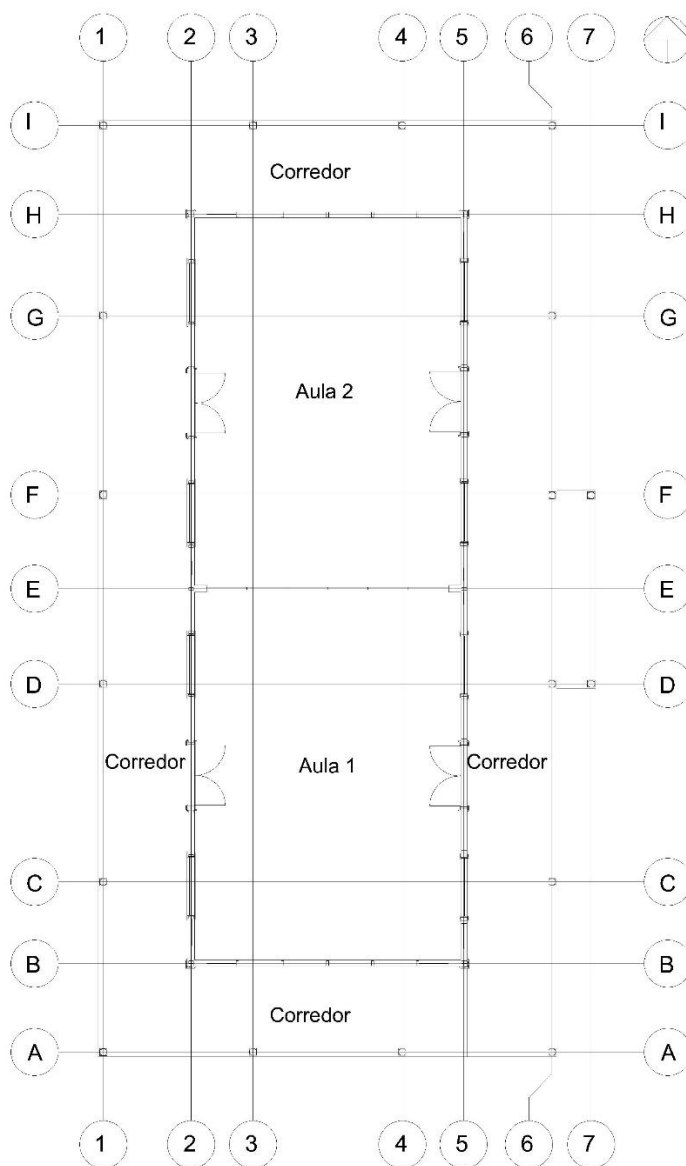 1 2 3 4 5 6 7
I I
Corredor
H H
G G
Aula 2
F F
E E
D D
Corredor Aula 1 Corredor
C C
B B
Corredor
A A
1 2 3 4 5 6 7